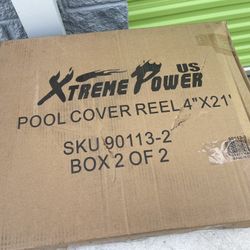 XTREME POWER US
POOL COVER REEL 4"X21'
SKU 90113-2
BOX 2 OF 2